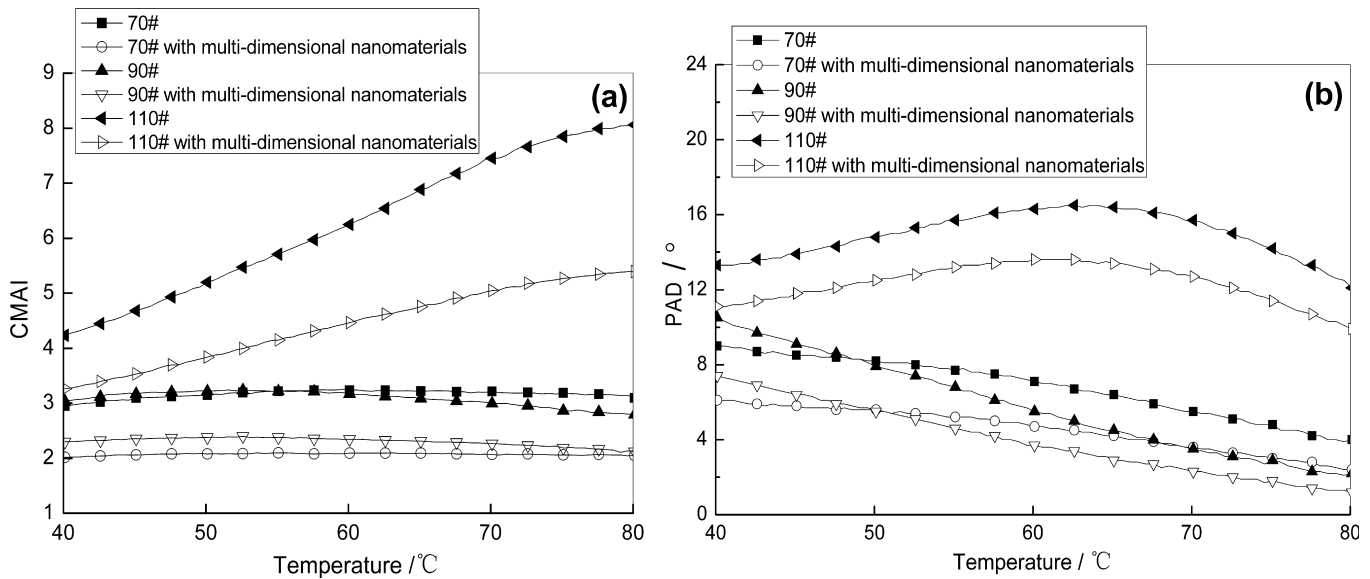 70#
70# with multi-dimensional nanomaterials
90#
90# with multi-dimensional nanomaterials
110#
110# with multi-dimensional nanomaterials
(a)
9
8
7
6
5
4
3
2
1
CMAI
40 50 60 70 80
Temperature /℃
70#
70# with multi-dimensional nanomaterials
90#
90# with multi-dimensional nanomaterials
110#
110# with multi-dimensional nanomaterials
(b)
24
20
16
12
8
4
0
PAD / °
40 50 60 70 80
Temperature /℃